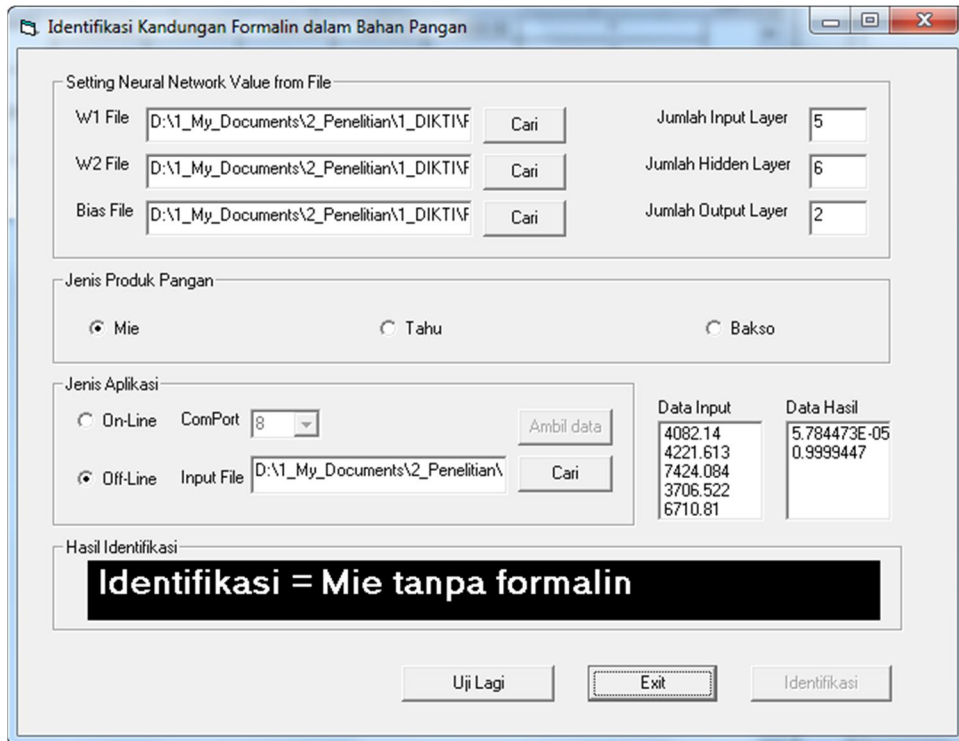 Identifikasi Kandungan Formalin dalam Bahan Pangan
Setting Neural Network Value from File
W1 File D:\1_My_Documents\2_Penelitian\1_DIKTI\F Cari Jumlah Input Layer 5
W2 File D:\1_My_Documents\2_Penelitian\1_DIKTI\F Cari Jumlah Hidden Layer 6
Bias File D:\1_My_Documents\2_Penelitian\1_DIKTI\F Cari Jumlah Output Layer 2
Jenis Produk Pangan
Mie Tahu Bakso
Jenis Aplikasi
On-Line ComPort 8 Ambil data
Off-Line Input File D:\1_My_Documents\2_Penelitian\ Cari
Data Input
4082.14
4221.613
7424.084
3706.522
6710.81
Data Hasil
5.784473E-05
0.9999447
Hasil Identifikasi
Identifikasi = Mie tanpa formalin
Uji Lagi Exit Identifikasi